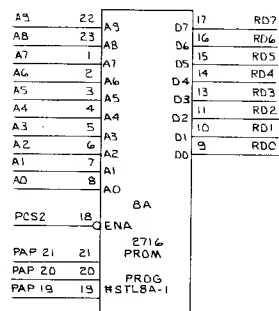 A9 22 A9 D7 17 RD7
A8 23 A8 D6 16 RD6
A7 1 A7 D5 15 RD5
A6 2 A6 D4 14 RD4
A5 3 A5 D3 13 RD3
A4 4 A4 D2 11 RD2
A3 5 A3 D1 10 RD1
A2 6 A2 D0 9 RD0
A1 7 A1
A0 8 A0
8A
PCS2 18 ENA
2716
PAP 21 21 PROM
PAP 20 20 PROG
PAP 19 19 #STL8A-1